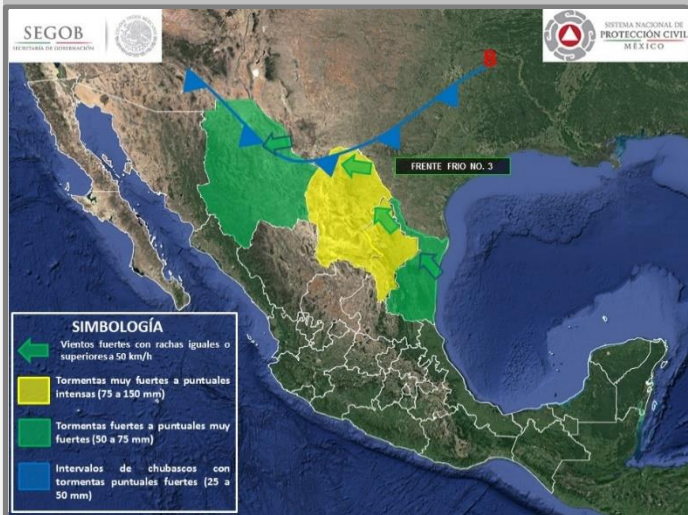 SEGOB
SECRETARÍA DE GOBERNACIÓN
SISTEMA NACIONAL DE
PROTECCIÓN CIVIL
MÉXICO
B
FRENTE FRIO NO. 3
SIMBOLOGÍA
Vientos fuertes con rachas iguales o
superiores a 50 km/h
Tormentas muy fuertes a puntuales
intensas (75 a 150 mm)
Tormentas fuertes a puntuales muy
fuertes (50 a 75 mm)
Intervalos de chubascos con
tormentas puntuales fuertes (25 a
50 mm)